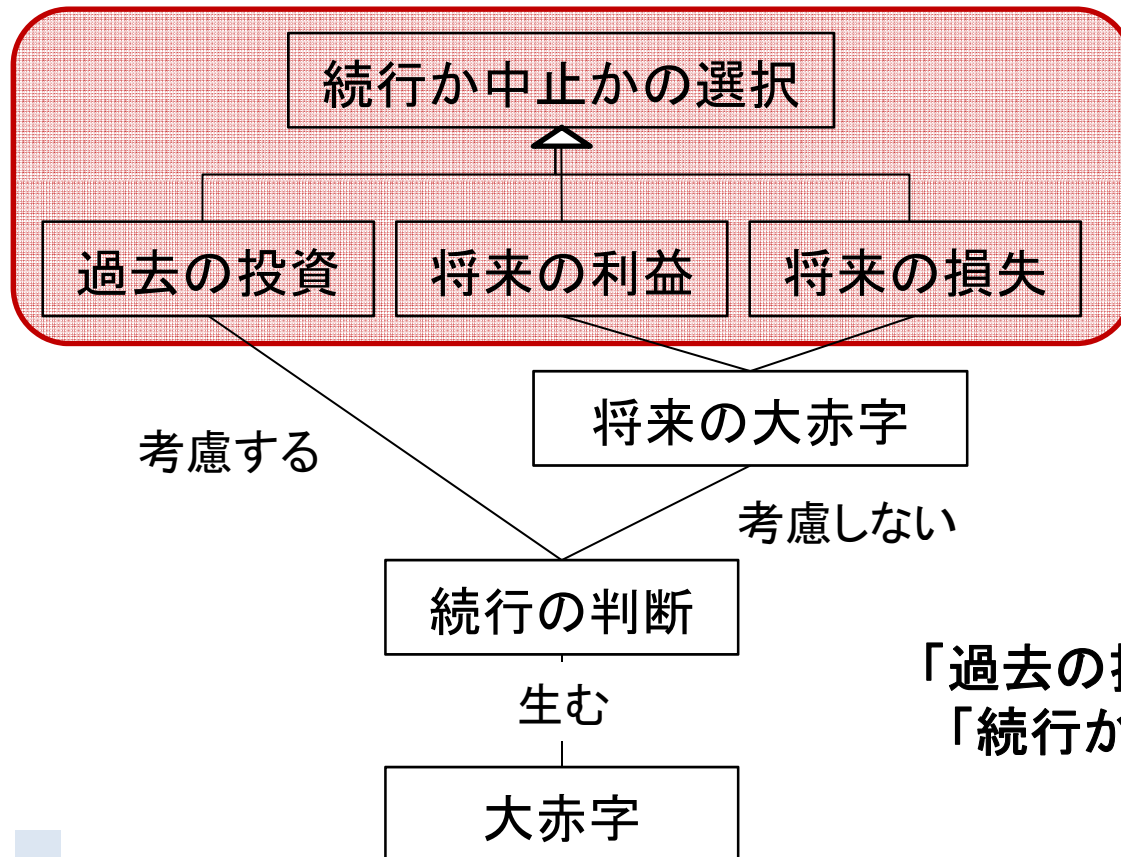 続行か中止かの選択
過去の投資
将来の利益
将来の損失
将来の大赤字
考慮する
考慮しない
続行の判断
生む
「過去の
「続行か
大赤字